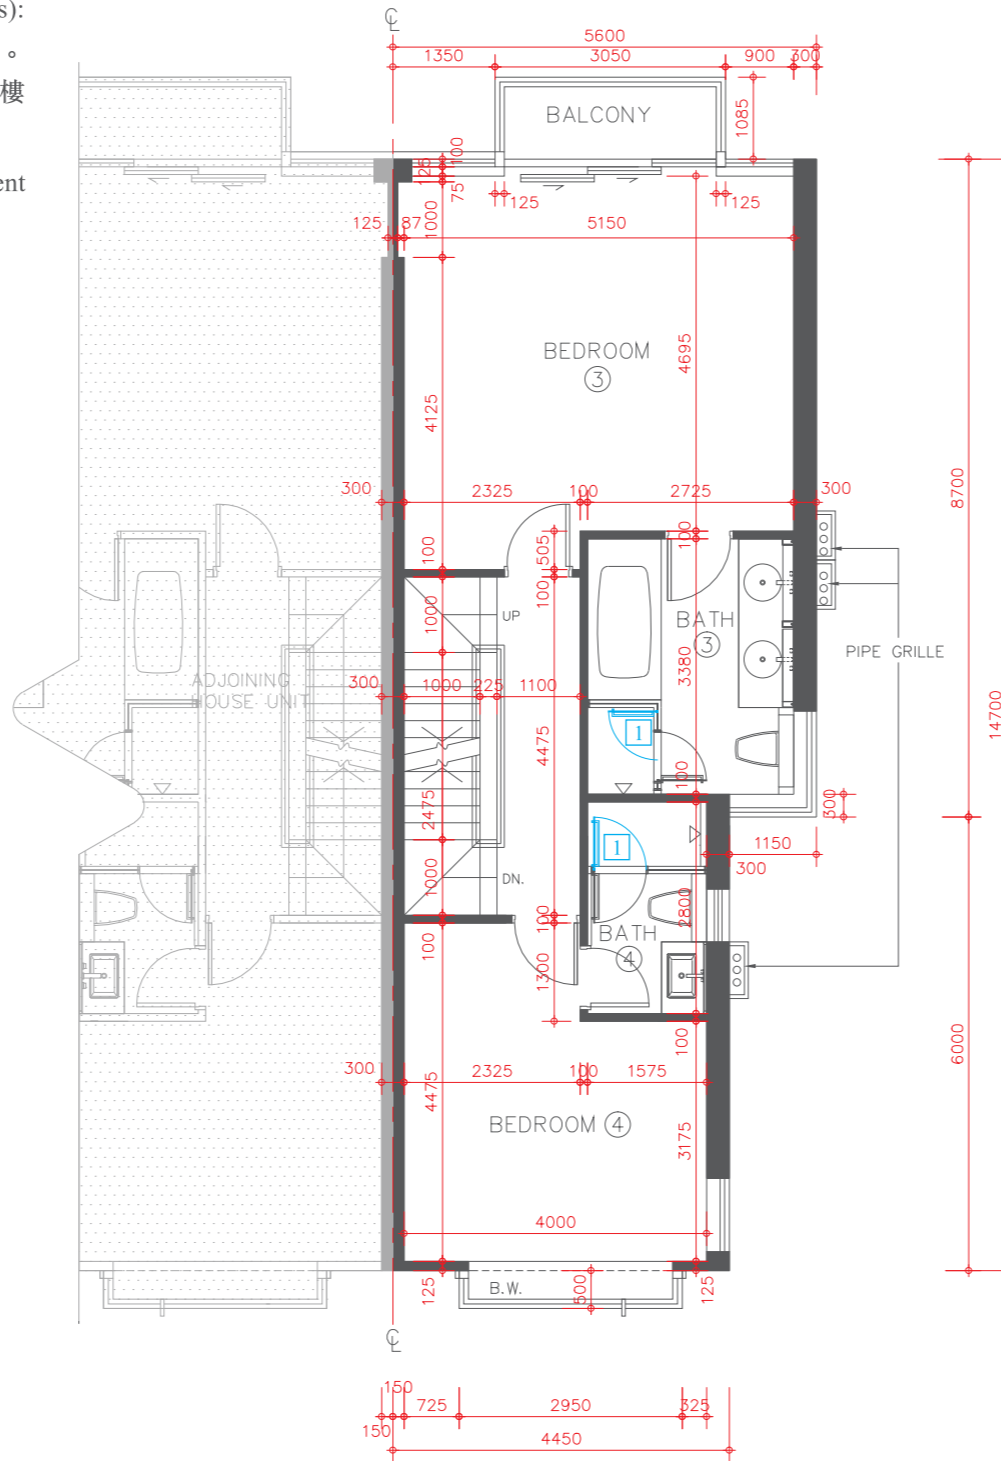 s):
。
樓
ent
℄
5600
1350 3050 900 300
BALCONY
1085
100
125
75
125 125
125 87
1000
5150
BEDROOM
3
4695
4125
8700
300 2325 100 2725 300
100
505
100
100
1000
UP
BATH
3
PIPE GRILLE
ADJOINING
HOUSE UNIT
300 1000 225 1100
3380
14700
4475
1
2475
100
300
1
1150
300
1000
DN.
2800
100
BATH
4
100
1300
100
6000
300 2325 100 1575
4475
BEDROOM 4
3175
4000
B.W.
125
500
125
℄
150
725 2950 325
150
4450